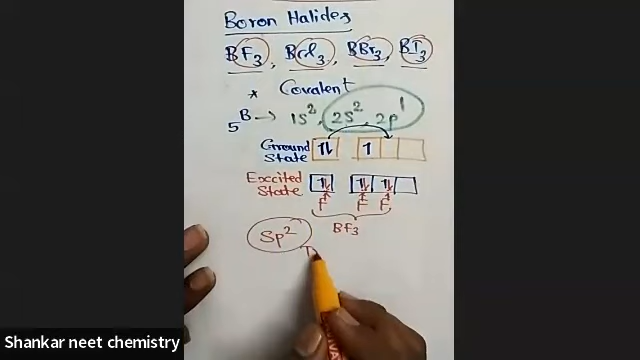 Boron Halides
BF3, BCl3, BBr3, BI3
* Covalent
5B → 1s2, 2s2, 2p1
Ground State ⥮ ↿
Excited State ⥮ ⥮ ⥮
F F F
BF3
Sp2
Shankar neet chemistry